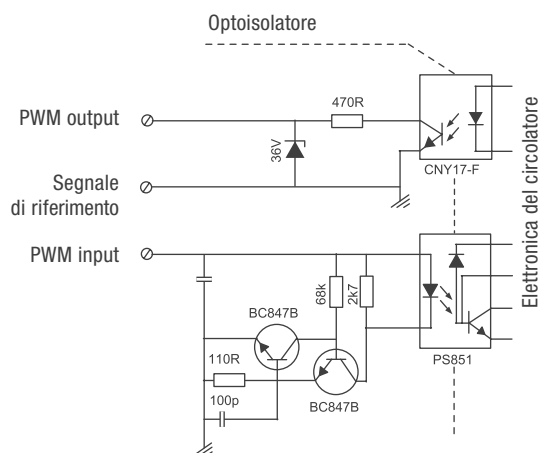 Optoisolatore
470R
PWM output
36V
CNY17-F
Segnale
di riferimento
Elettronica del circolatore
PWM input
68k
2k7
BC847B
110R
PS851
100p
BC847B